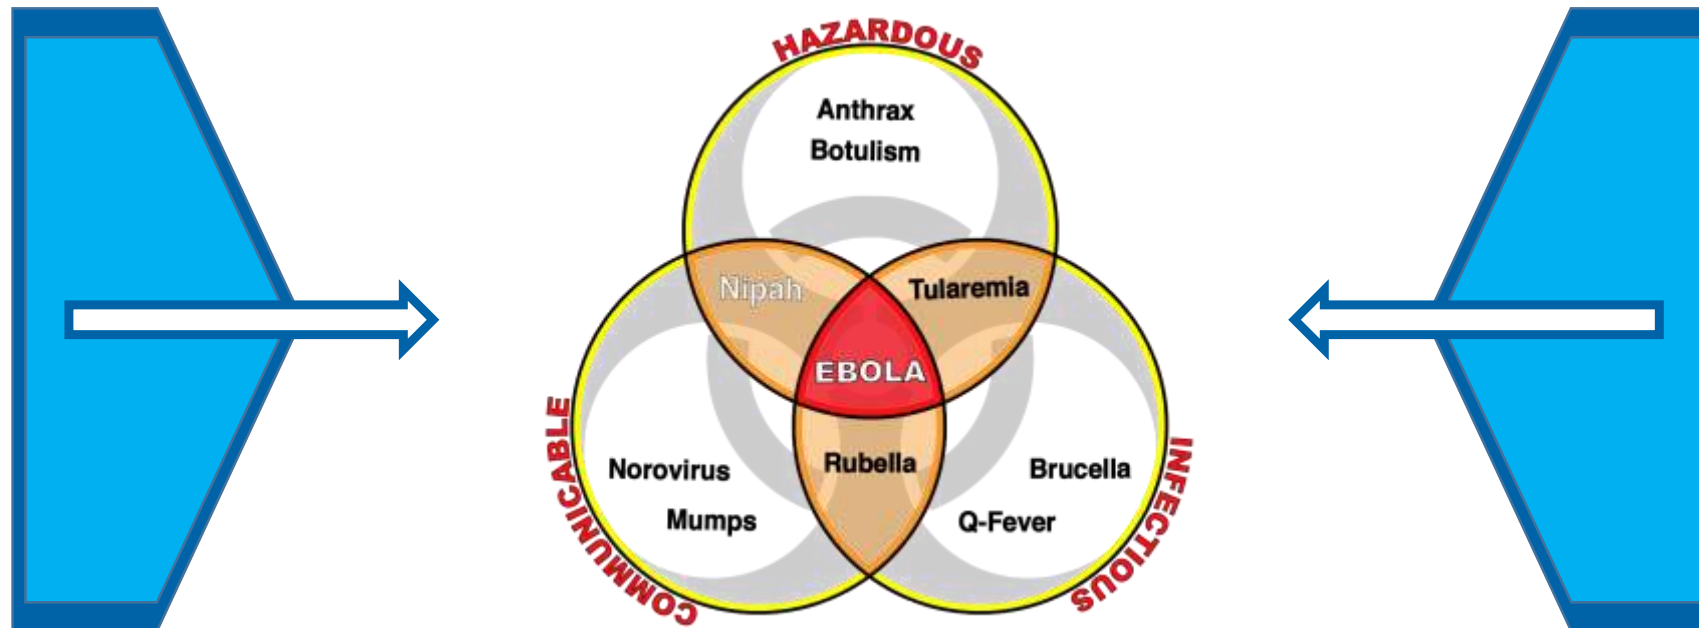 HAZARDOUS
Anthrax
Botulism
Nipah
Tularemia
EBOLA
COMMUNICABLE
Norovirus
Mumps
Rubella
Brucella
Q-Fever
INFECTIOUS